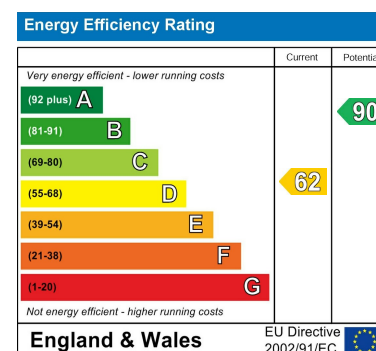 Energy Efficiency Rating
Current Potentia
Very energy efficient - lower running costs
(92 plus) A
(81-91) B
(69-80) C
(55-68) D
(39-54) E
(21-38) F
(1-20) G
62
90
Not energy efficient - higher running costs
England & Wales
EU Directive
2002/91/EC